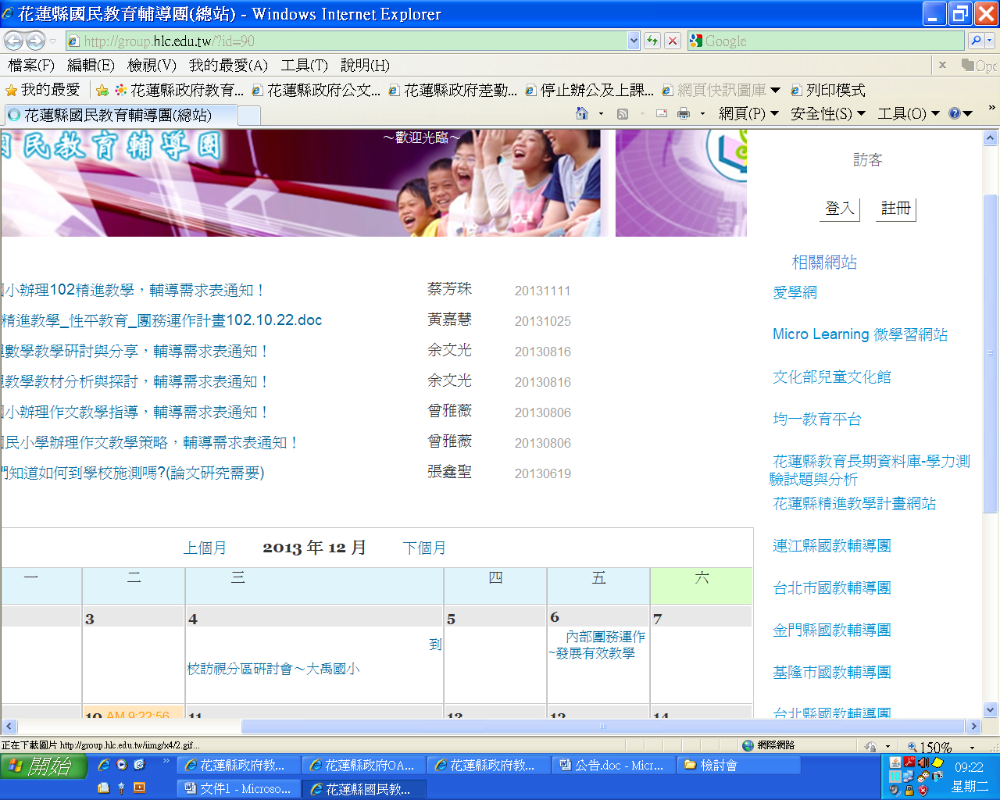 花蓮縣國民教育輔導團(總站) - Windows Internet Explorer
http://group.hlc.edu.tw/?id=90
Google
檔案(F) 編輯(E) 檢視(V) 我的最愛(A) 工具(T) 說明(H)
我的最愛 花蓮縣政府教育... 花蓮縣政府公文... 花蓮縣政府差勤... 停止辦公及上課... 網頁快訊圖庫 列印模式
花蓮縣國民教育輔導團(總站)
網頁(P) 安全性(S) 工具(O)
國民教育輔導團
～歡迎光臨～
訪客
登入 註冊
相關網站
愛學網
Micro Learning 微學習網站
文化部兒童文化館
均一教育平台
花蓮縣教育長期資料庫-學力測
驗試題與分析
花蓮縣精進教學計畫網站
連江縣國教輔導團
台北市國教輔導團
金門縣國教輔導團
基隆市國教輔導團
台北縣國教輔導團
小辦理102精進教學，輔導需求表通知！ 蔡芳珠 20131111
精進教學_性平教育_團務運作計畫102.10.22.doc 黃嘉慧 20131025
數學教學研討與分享，輔導需求表通知！ 余文光 20130816
教學教材分析與探討，輔導需求表通知！ 余文光 20130816
小辦理作文教學指導，輔導需求表通知！ 曾雅薇 20130806
民小學辦理作文教學策略，輔導需求表通知！ 曾雅薇 20130806
知道如何到學校施測嗎?(論文研究需要) 張鑫聖 20130619
上個月 2013 年 12 月 下個月
一 二 三 四 五 六
3 4 5 6 7
到
校訪視分區研討會～大禹國小
內部團務運作
~發展有效教學
10 AM 9:22:56 11 12 13 14
正在下載圖片 http://group.hlc.edu.tw/iimg/x4/2.gif...
網際網路
150%
開始
花蓮縣政府教... 花蓮縣政府OA... 花蓮縣政府教... 公告.doc - Micr... 檢討會
文件1 - Microso... 花蓮縣國民教...
09:22
星期二